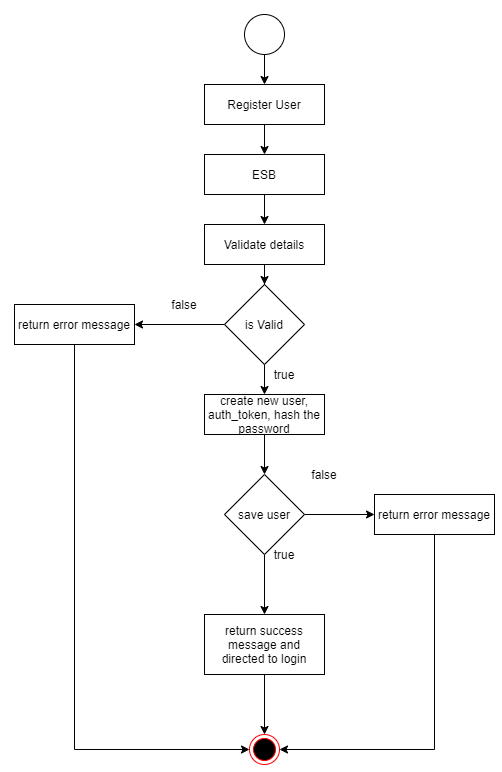 Register User
ESB
Validate details
false
is Valid
return error message
true
create new user,
auth_token, hash the
password
false
save user
return error message
true
return success
message and
directed to login